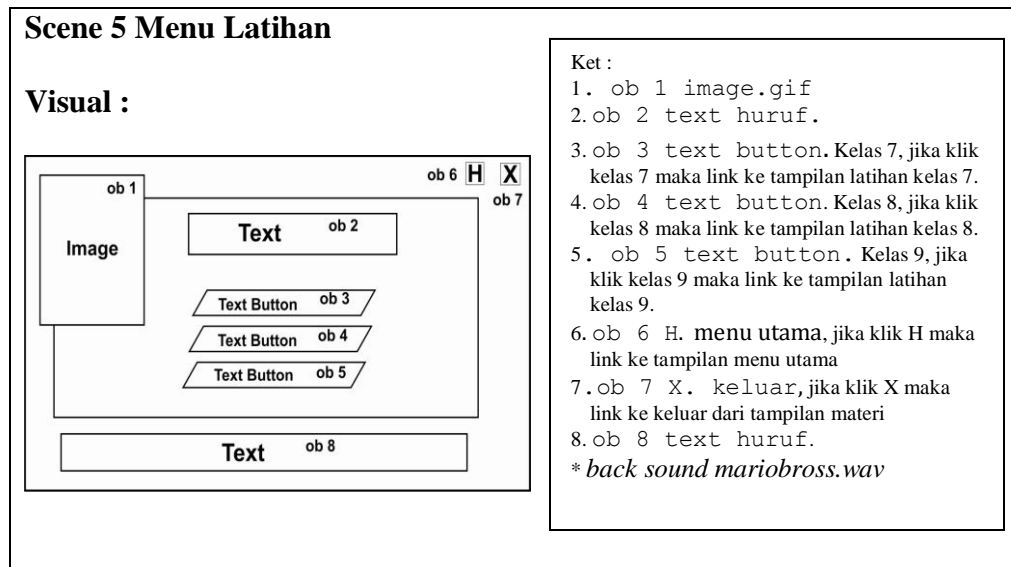 Scene 5 Menu Latihan
Visual :
ob 1
Image
ob 6 H X
ob 7
Text ob 2
Text Button ob 3
Text Button ob 4
Text Button ob 5
Text ob 8
Ket :
1. ob 1 image.gif
2. ob 2 text huruf.
3. ob 3 text button. Kelas 7, jika klik
kelas 7 maka link ke tampilan latihan kelas 7.
4. ob 4 text button. Kelas 8, jika klik
kelas 8 maka link ke tampilan latihan kelas 8.
5. ob 5 text button. Kelas 9, jika
klik kelas 9 maka link ke tampilan latihan
kelas 9.
6. ob 6 H. menu utama, jika klik H maka
link ke tampilan menu utama
7. ob 7 X. keluar, jika klik X maka
link ke keluar dari tampilan materi
8. ob 8 text huruf.
* back sound mariobross.wav